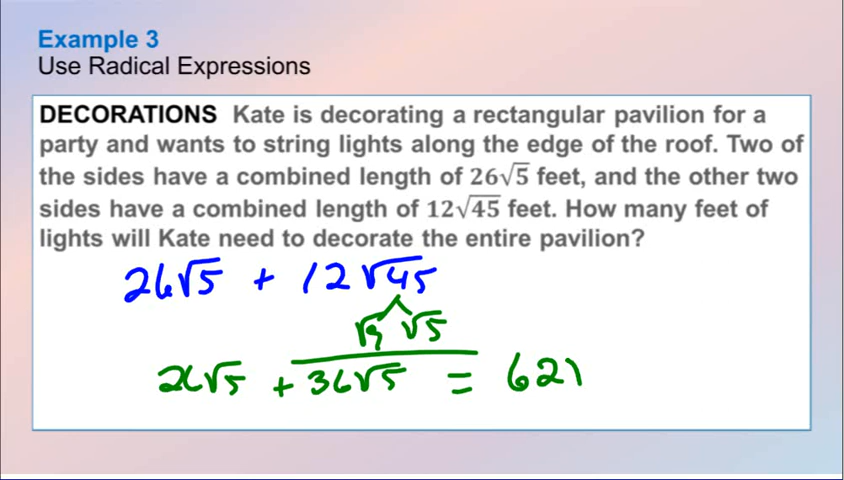 Example 3
Use Radical Expressions
DECORATIONS Kate is decorating a rectangular pavilion for a
party and wants to string lights along the edge of the roof. Two of
the sides have a combined length of 26√5 feet, and the other two
sides have a combined length of 12√45 feet. How many feet of
lights will Kate need to decorate the entire pavilion?
26√5 + 12√45
√9 √5
26√5 + 36√5 = 62